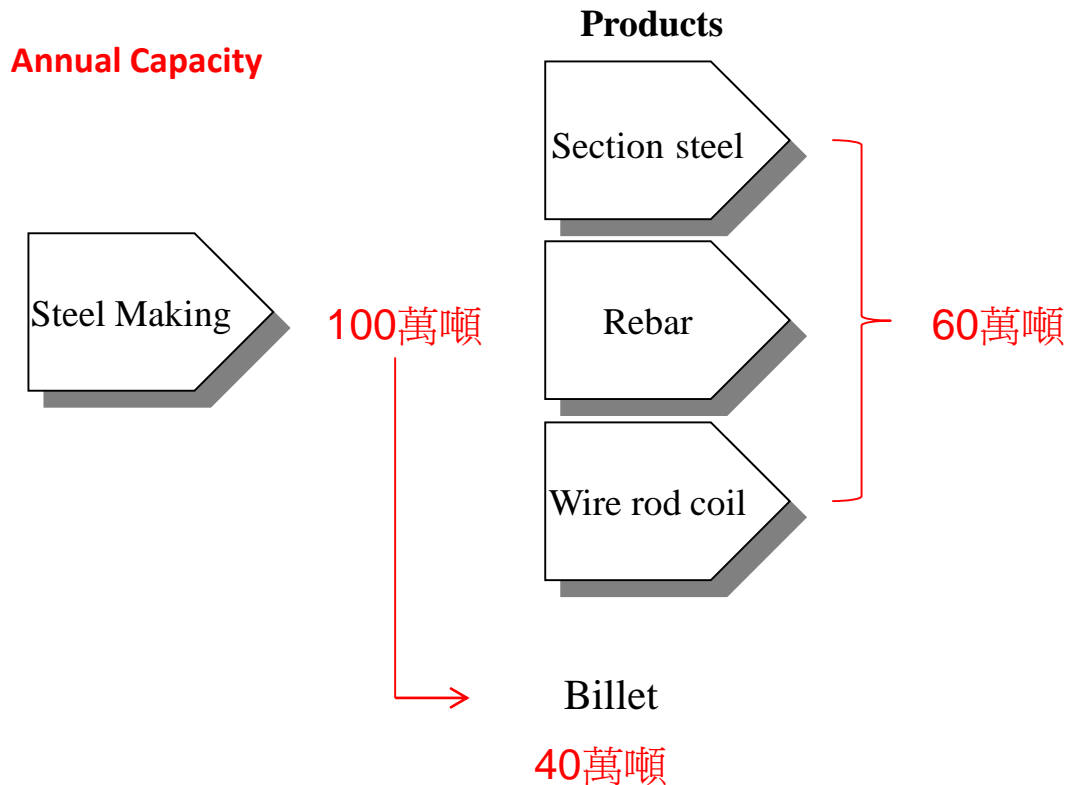 Products
Annual Capacity
Section steel
Steel Making
100萬噸
Rebar
60萬噸
Wire rod coil
Billet
40萬噸